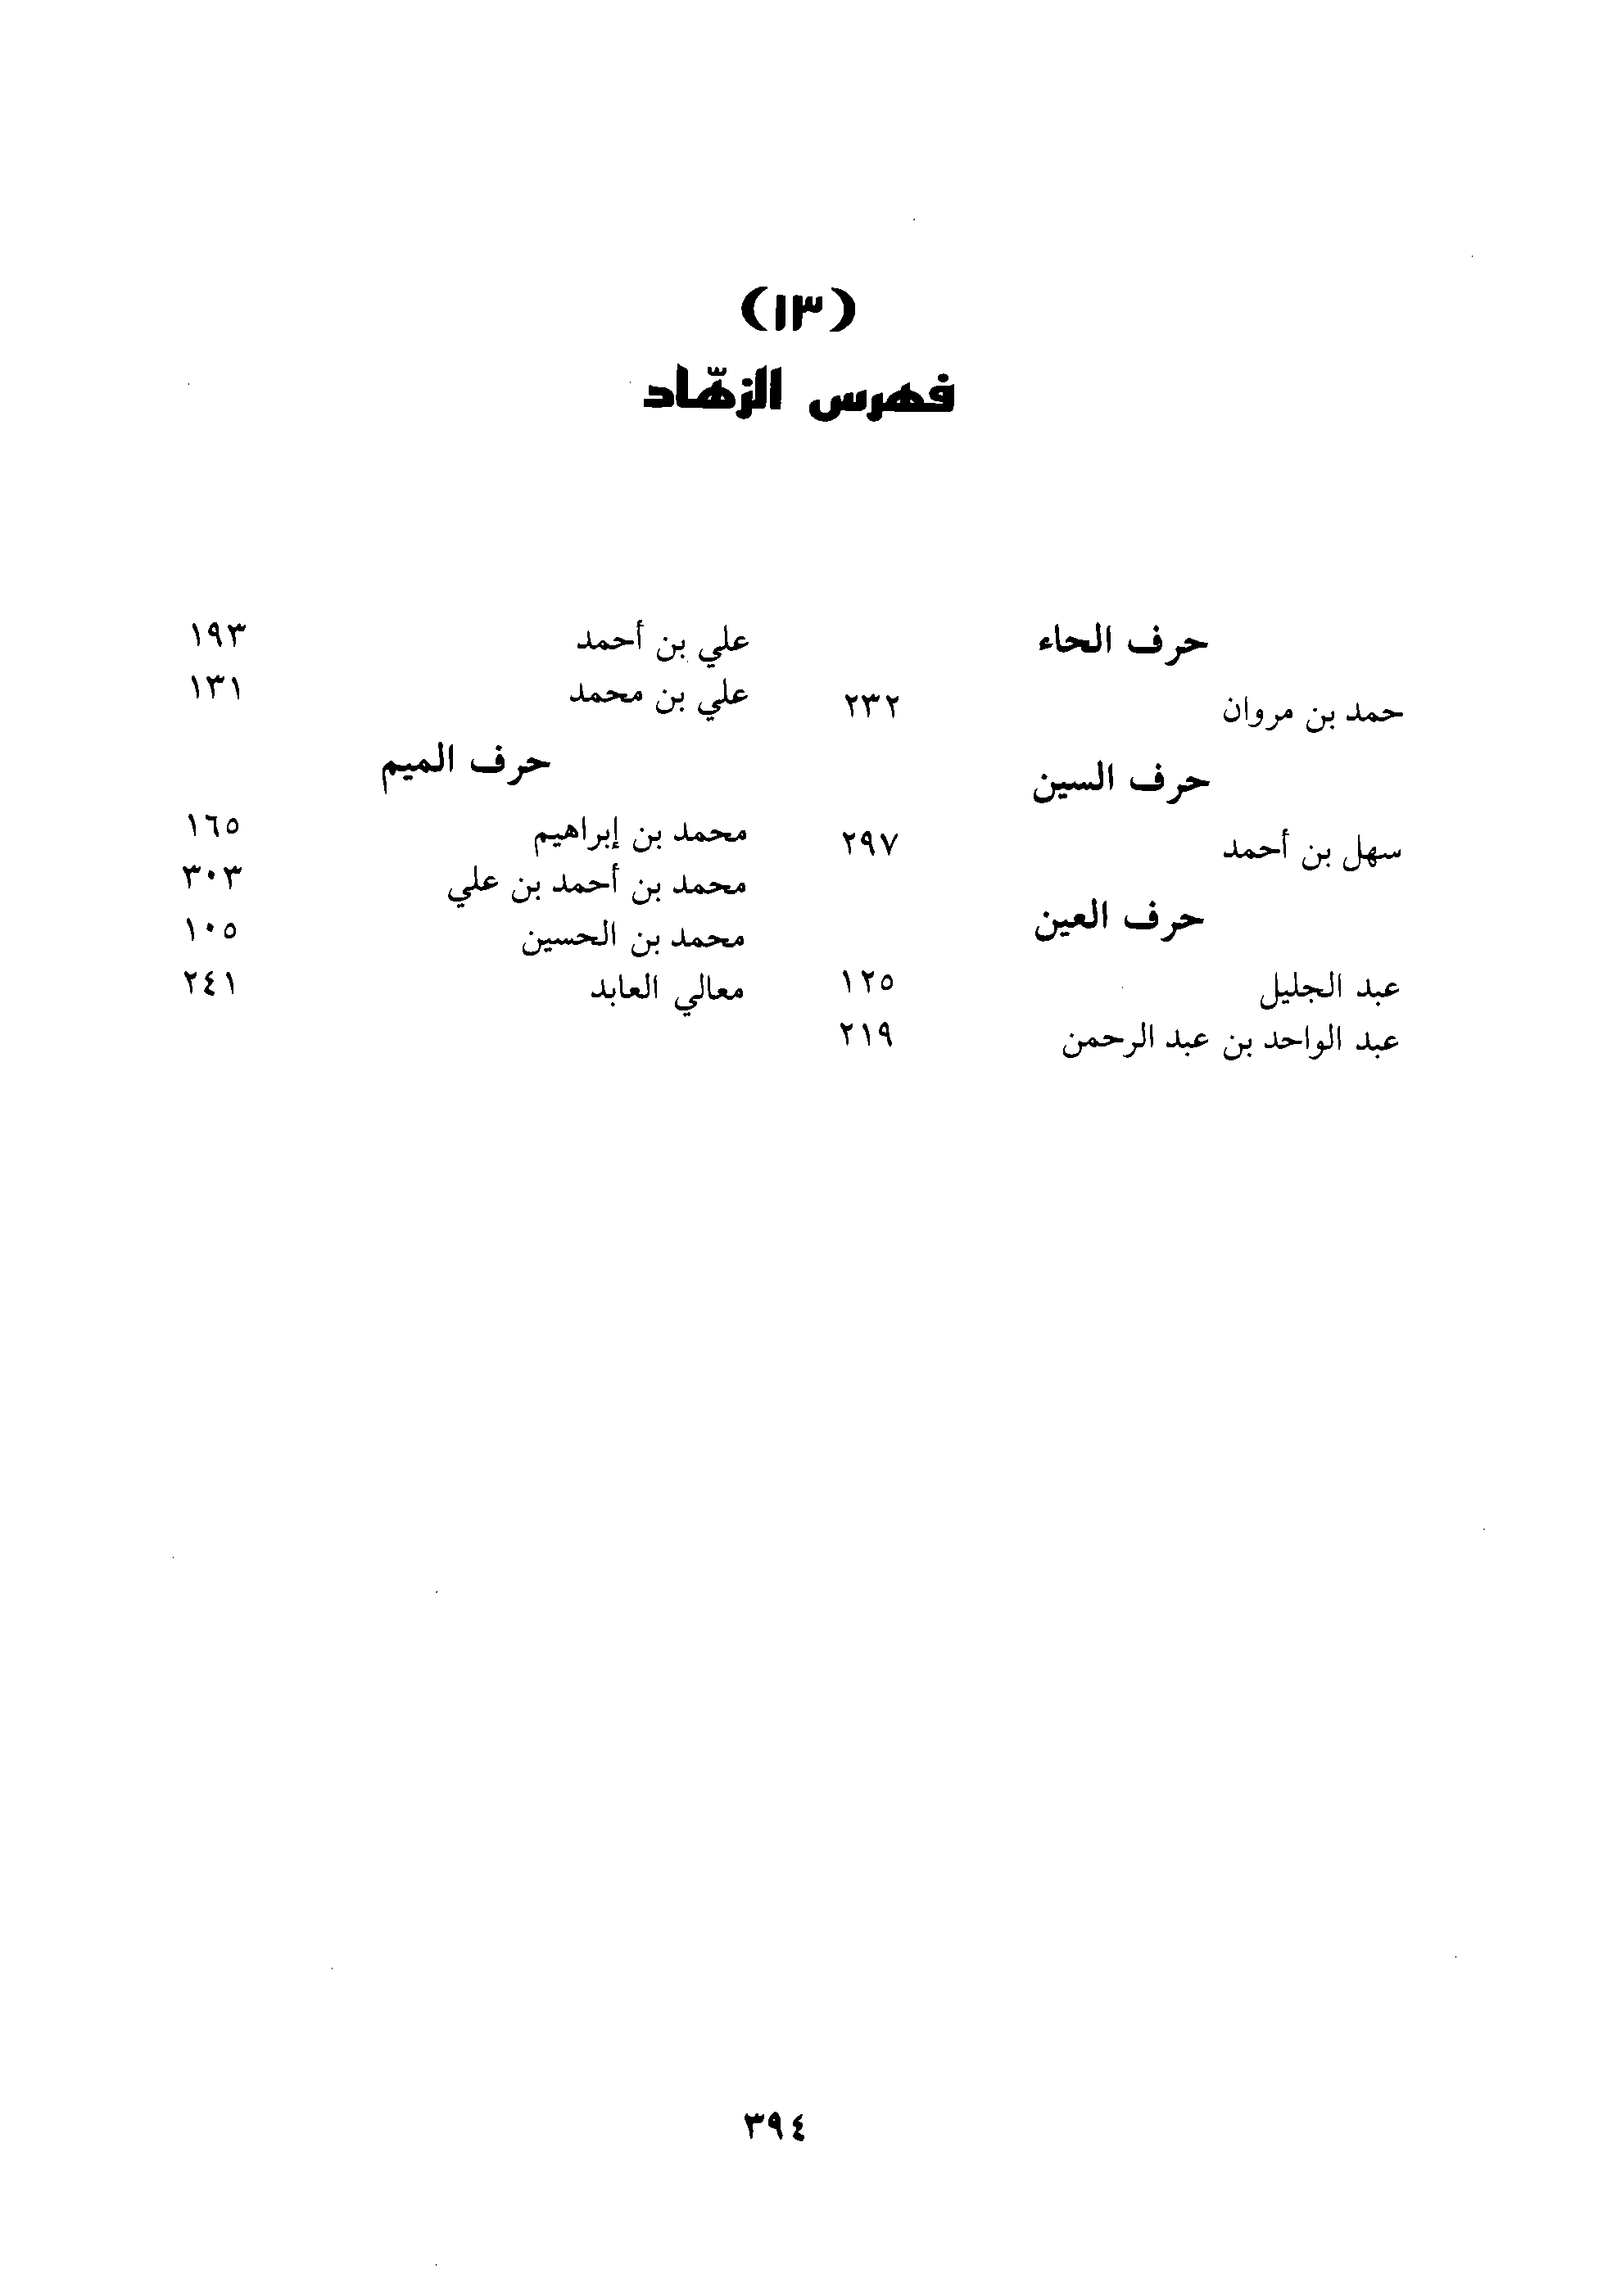 (١٣)
فهرس الزهّاد
حرف الحاء
حمد بن مروان ٢٣٢
حرف السين
سهل بن أحمد ٢٩٧
حرف العين
عبد الجليل ١٢٥
عبد الواحد بن عبد الرحمن ٢١٩
علي بن أحمد ١٩٣
علي بن محمد ١٣١
حرف الميم
محمد بن إبراهيم ١٦٥
محمد بن أحمد بن علي ٣٠٣
محمد بن الحسين ١٠٥
معالي العابد ٢٤١
٣٩٤